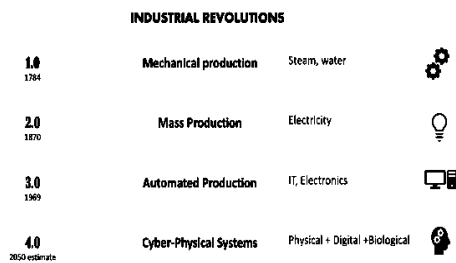 INDUSTRIAL REVOLUTIONS
1.0 Mechanical production Steam, water
1784
2.0 Mass Production Electricity
1870
3.0 Automated Production IT, Electronics
1969
4.0 Cyber-Physical Systems Physical + Digital +Biological
2050 estimate